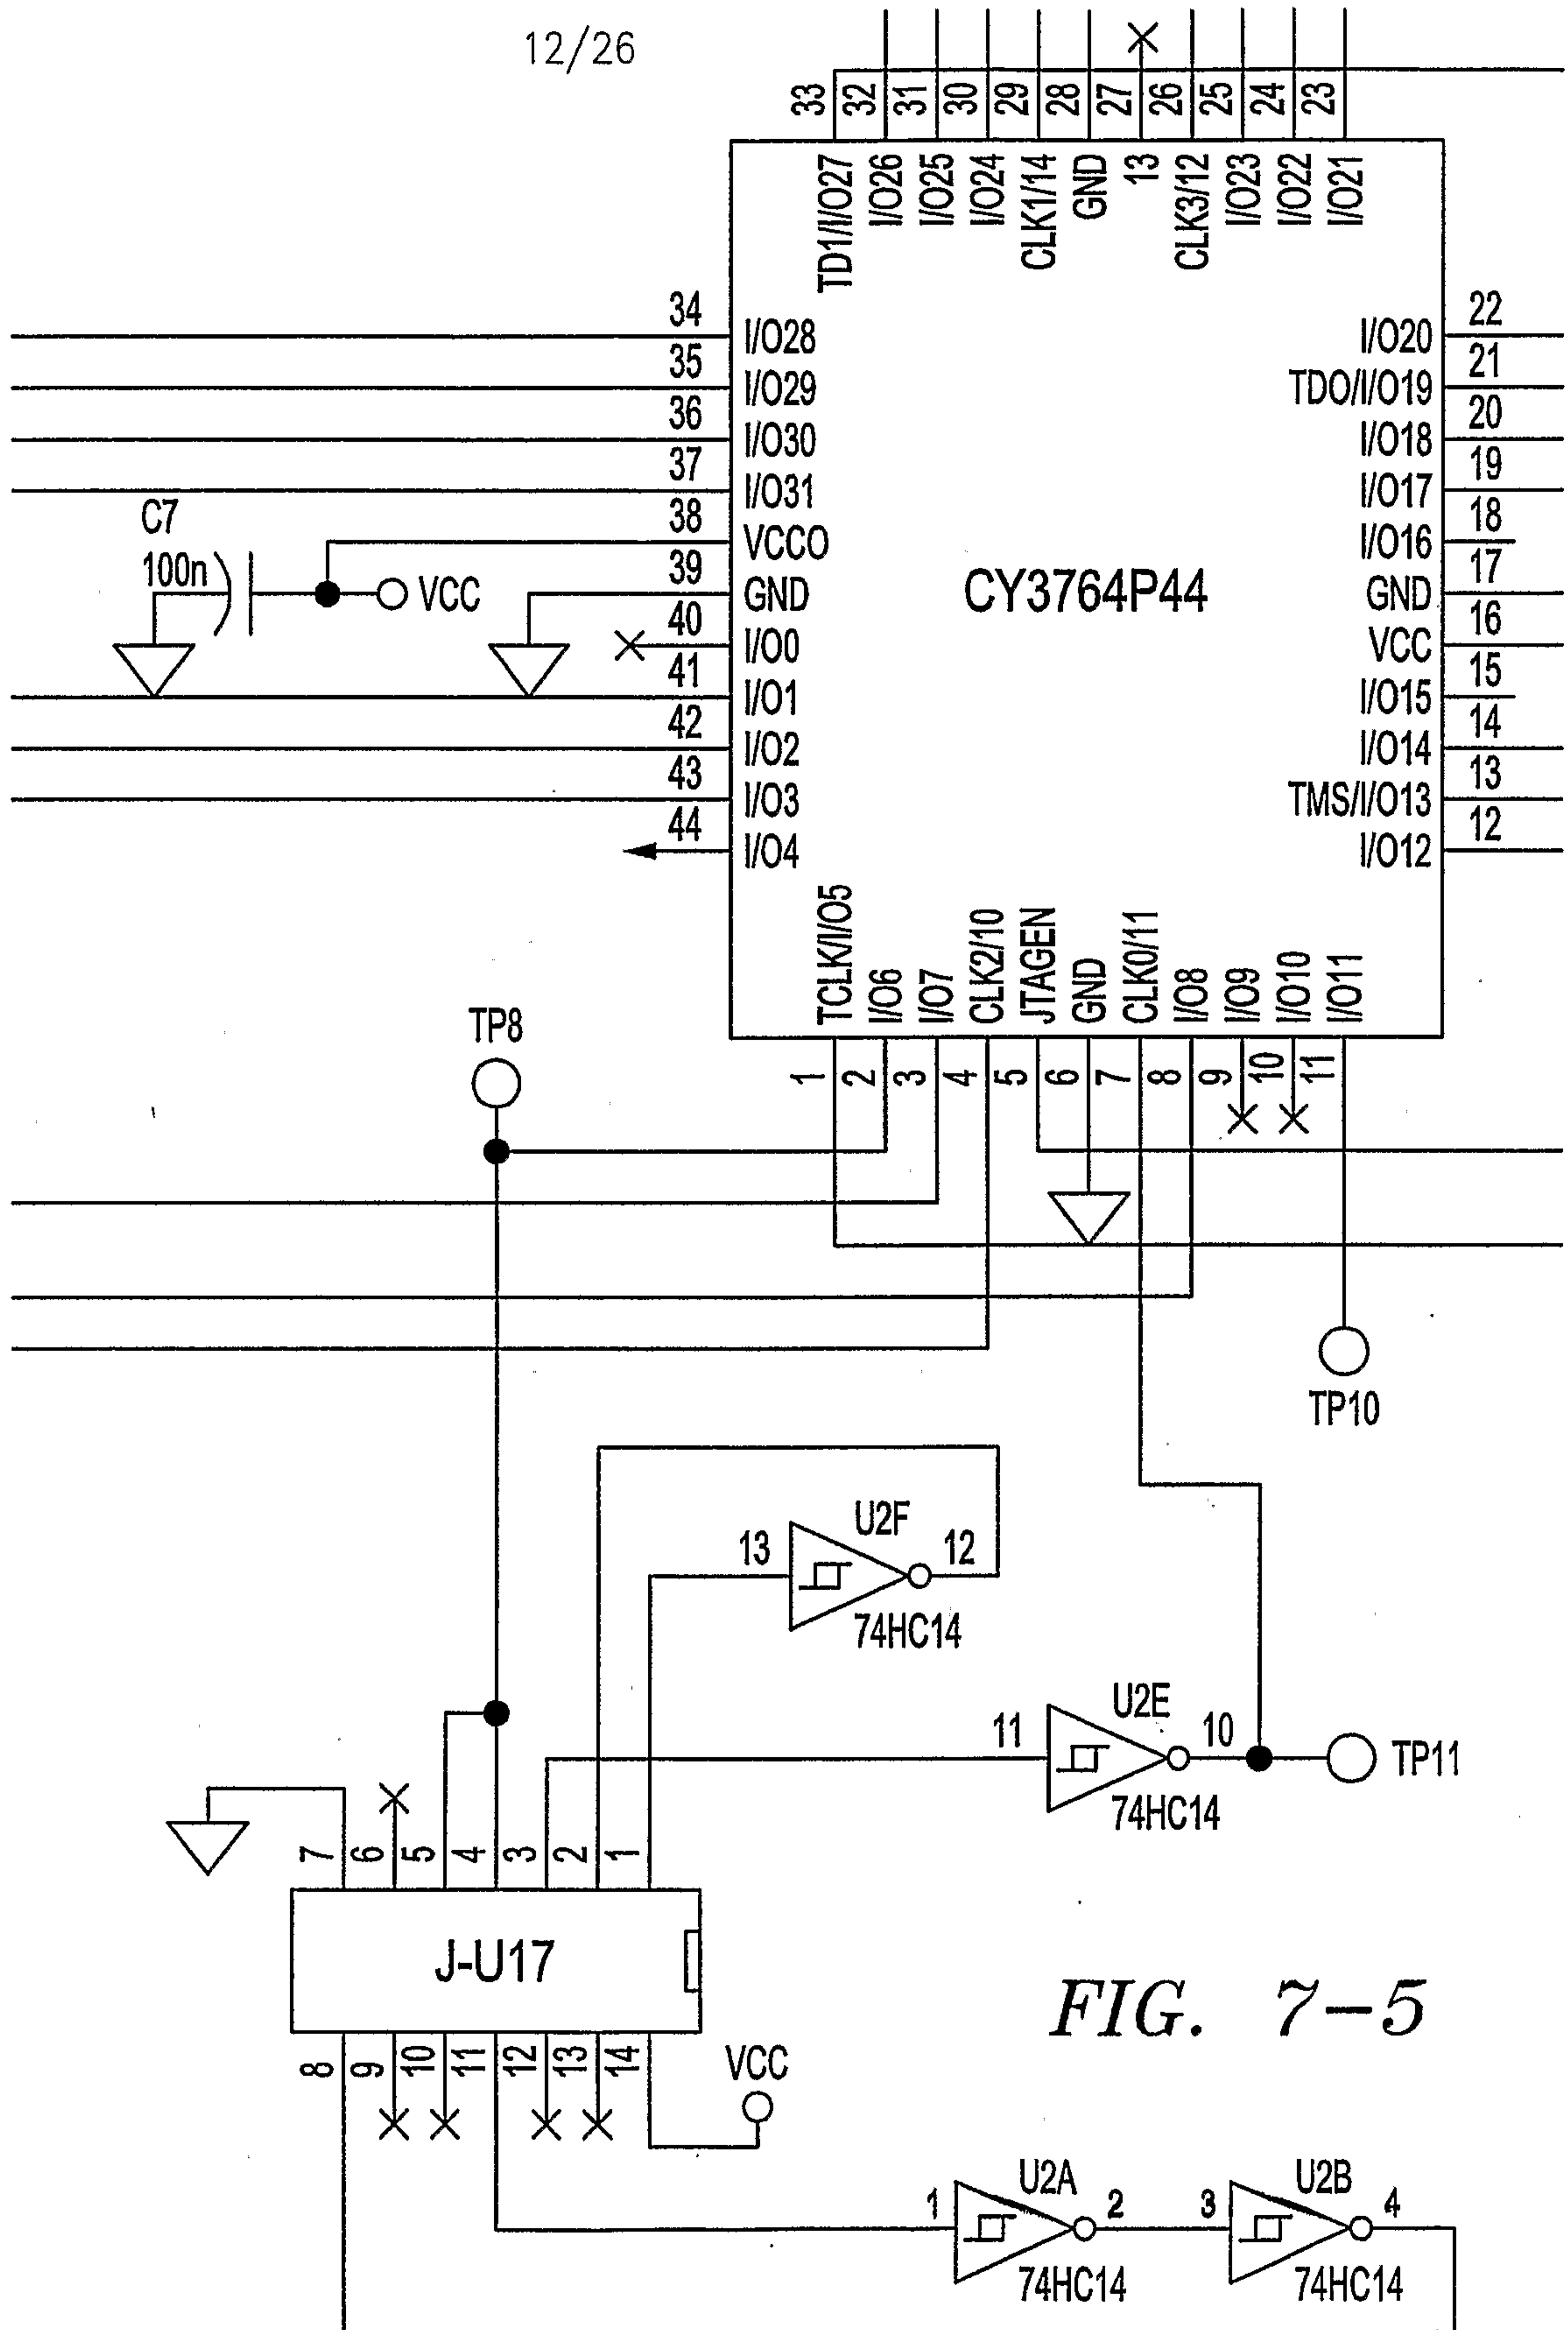 12/26
33 32 31 30 29 28 27 26 25 24 23
TD1/I/O27 I/O26 I/O25 I/O24 CLK1/14 GND 13 CLK3/12 I/O23 I/O22 I/O21
34 I/O28 I/O20 22
35 I/O29 TDO/I/O19 21
36 I/O30 I/O18 20
37 I/O31 I/O17 19
C7 38 VCCO I/O16 18
100n VCC 39 GND CY3764P44 GND 17
40 I/O0 VCC 16
41 I/O1 I/O15 15
42 I/O2 I/O14 14
43 I/O3 TMS/I/O13 13
44 I/O4 I/O12 12
TCLK/I/O5 I/O6 I/O7 CLK2/10 JTAGEN GND CLK0/11 I/O8 I/O9 I/O10 I/O11
TP8
1 2 3 4 5 6 7 8 9 10 11
TP10
U2F
13 12
74HC14
U2E
11 10 TP11
74HC14
7 6 5 4 3 2 1
J-U17
FIG. 7-5
8 9 10 11 12 13 14
VCC
U2A U2B
1 2 3 4
74HC14 74HC14